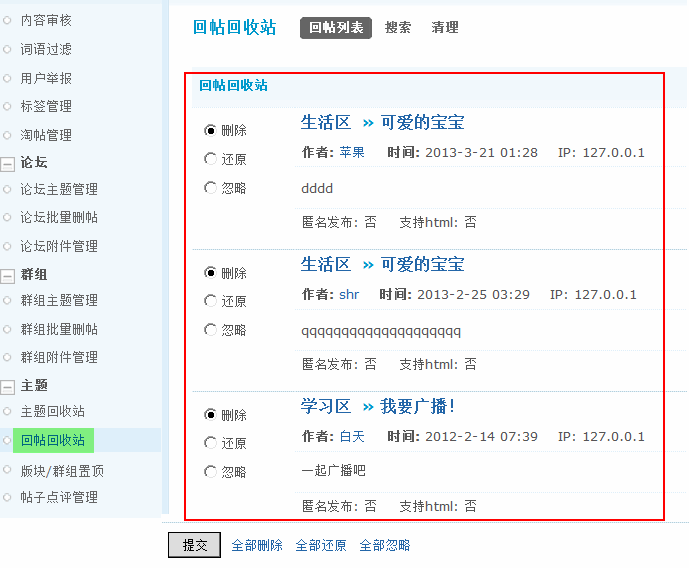 内容审核
词语过滤
用户举报
标签管理
淘帖管理
论坛
论坛主题管理
论坛批量删帖
论坛附件管理
群组
群组主题管理
群组批量删帖
群组附件管理
主题
主题回收站
回帖回收站
版块/群组置顶
帖子点评管理
回帖回收站 回帖列表 搜索 清理
回帖回收站
删除
还原
忽略
生活区 » 可爱的宝宝
作者: 苹果 时间: 2013-3-21 01:28 IP: 127.0.0.1
dddd
匿名发布: 否 支持html: 否
删除
还原
忽略
生活区 » 可爱的宝宝
作者: shr 时间: 2013-2-25 03:29 IP: 127.0.0.1
qqqqqqqqqqqqqqqqqqqq
匿名发布: 否 支持html: 否
删除
还原
忽略
学习区 » 我要广播!
作者: 白天 时间: 2012-2-14 07:39 IP: 127.0.0.1
一起广播吧
匿名发布: 否 支持html: 否
提交 全部删除 全部还原 全部忽略